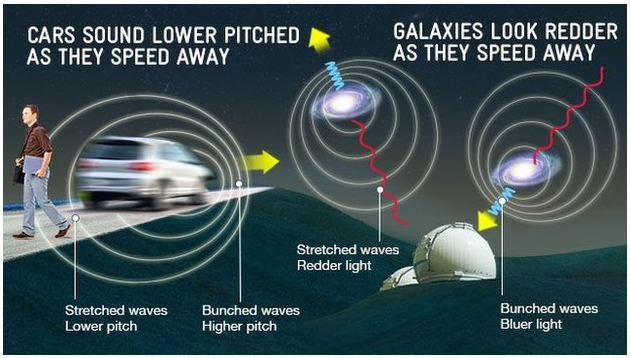 CARS SOUND LOWER PITCHED
AS THEY SPEED AWAY
GALAXIES LOOK REDDER
AS THEY SPEED AWAY
Stretched waves
Redder light
Stretched waves
Lower pitch
Bunched waves
Higher pitch
Bunched waves
Bluer light